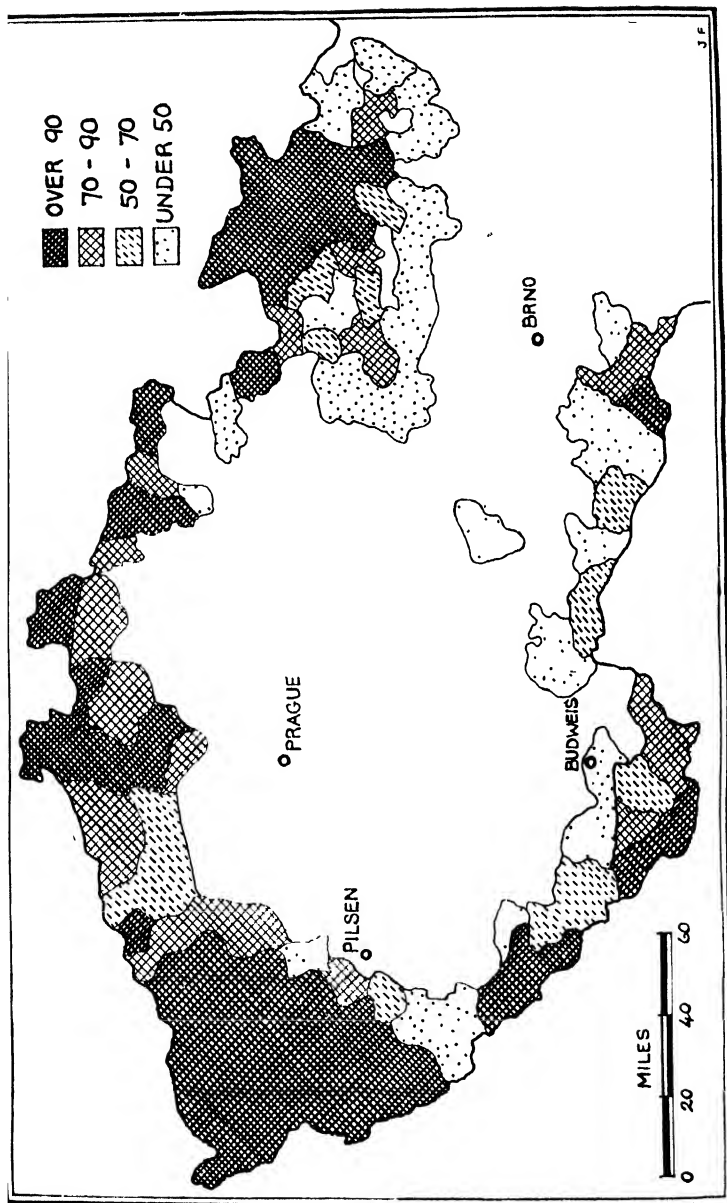 OVER 90
70 - 90
50 - 70
UNDER 50
BRNO
PRAGUE
BUDWEIS
PILSEN
MILES
0 20 40 60
J F